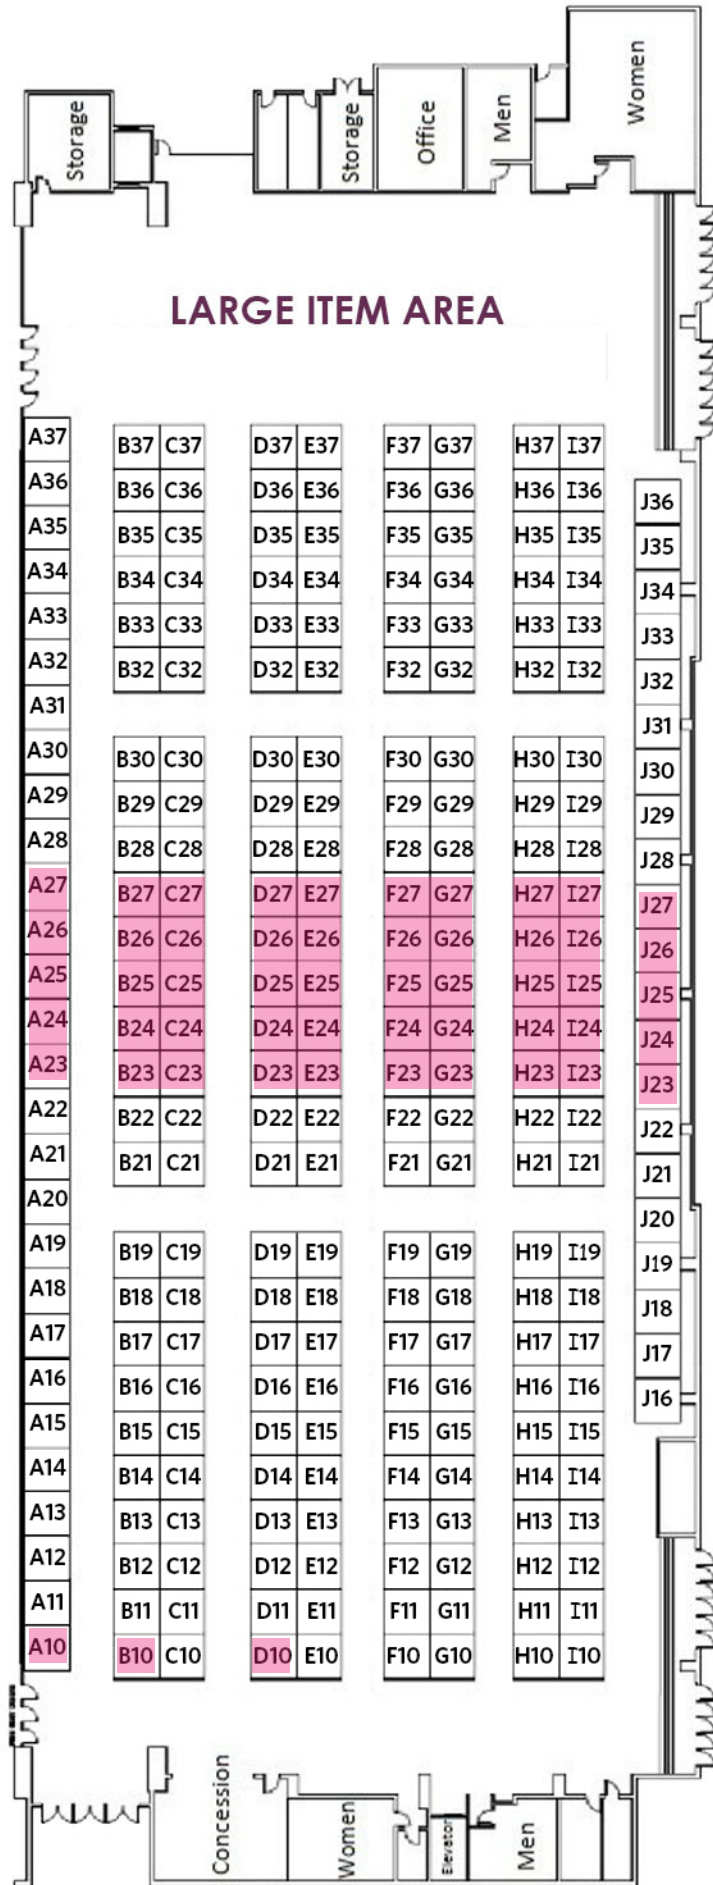 Women
Storage
Storage
Office
Men
LARGE ITEM AREA
A37 B37 C37 D37 E37 F37 G37 H37 I37
A36 B36 C36 D36 E36 F36 G36 H36 I36 J36
A35 B35 C35 D35 E35 F35 G35 H35 I35 J35
A34 B34 C34 D34 E34 F34 G34 H34 I34 J34
A33 B33 C33 D33 E33 F33 G33 H33 I33 J33
A32 B32 C32 D32 E32 F32 G32 H32 I32 J32
A31 J31
A30 B30 C30 D30 E30 F30 G30 H30 I30 J30
A29 B29 C29 D29 E29 F29 G29 H29 I29 J29
A28 B28 C28 D28 E28 F28 G28 H28 I28 J28
A27 B27 C27 D27 E27 F27 G27 H27 I27 J27
A26 B26 C26 D26 E26 F26 G26 H26 I26 J26
A25 B25 C25 D25 E25 F25 G25 H25 I25 J25
A24 B24 C24 D24 E24 F24 G24 H24 I24 J24
A23 B23 C23 D23 E23 F23 G23 H23 I23 J23
A22 B22 C22 D22 E22 F22 G22 H22 I22 J22
A21 B21 C21 D21 E21 F21 G21 H21 I21 J21
A20 J20
A19 B19 C19 D19 E19 F19 G19 H19 I19 J19
A18 B18 C18 D18 E18 F18 G18 H18 I18 J18
A17 B17 C17 D17 E17 F17 G17 H17 I17 J17
A16 B16 C16 D16 E16 F16 G16 H16 I16 J16
A15 B15 C15 D15 E15 F15 G15 H15 I15
A14 B14 C14 D14 E14 F14 G14 H14 I14
A13 B13 C13 D13 E13 F13 G13 H13 I13
A12 B12 C12 D12 E12 F12 G12 H12 I12
A11 B11 C11 D11 E11 F11 G11 H11 I11
A10 B10 C10 D10 E10 F10 G10 H10 I10
Concession
Women
Elevator
Men